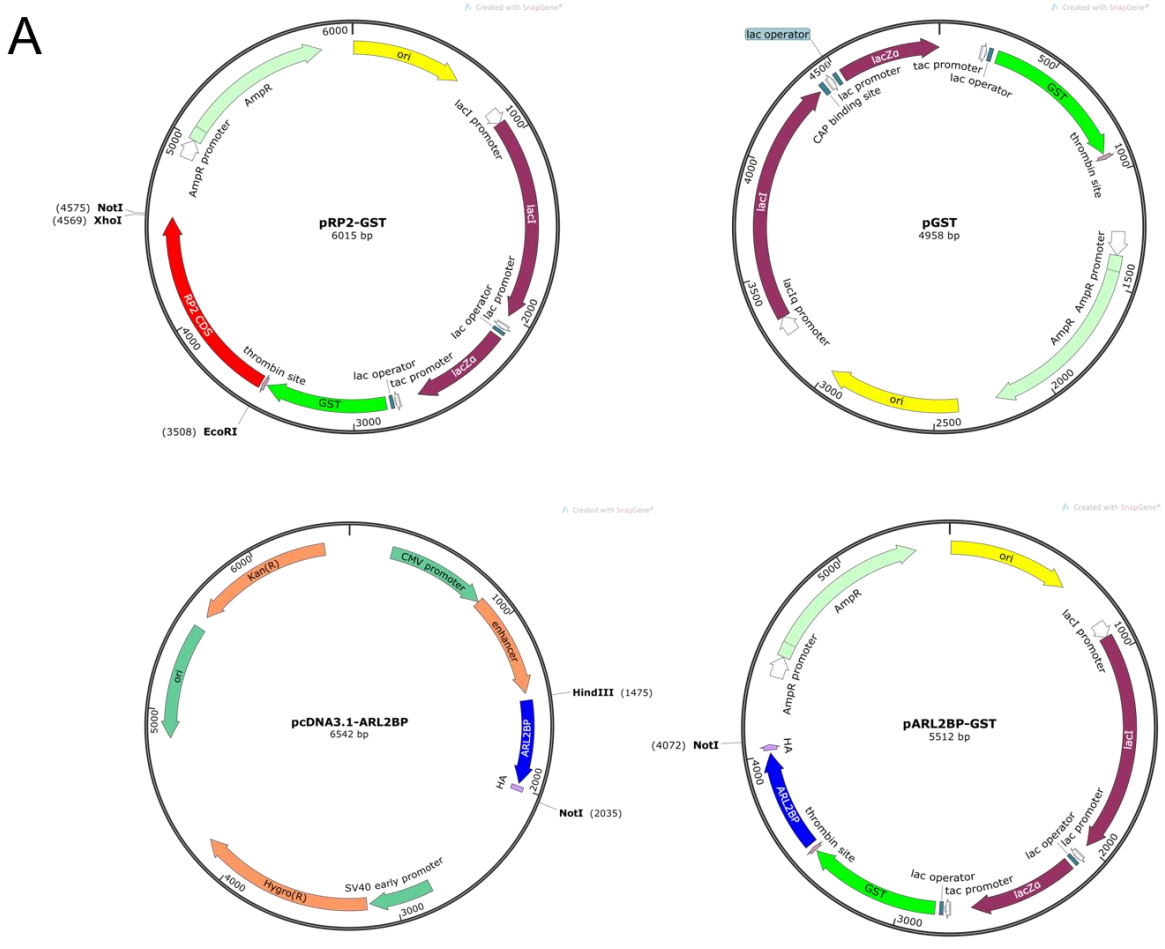 A
Created with SnapGene®
6000
ori
AmpR
1000
lacI promoter
5000
AmpR promoter
(4575) NotI
(4569) XhoI
pRP2-GST
6015 bp
lacI
RP2 CDS
lac promoter
lac operator
2000
4000
thrombin site
lac operator
tac promoter
lacZα
GST
3000
(3508) EcoRI
Created with SnapGene®
lac operator
4500
lacZα
tac promoter
lac operator
500
lac promoter
CAP binding site
GST
thrombin site
1000
4000
lacI
pGST
4958 bp
AmpR promoter
1500
3500
lacIq promoter
AmpR
2000
3000
ori
2500
Created with SnapGene®
6000
Kan(R)
CMV promoter
1000
enhancer
ori
HindIII (1475)
5000
pcDNA3.1-ARL2BP
6542 bp
ARL2BP
HA
2000
NotI (2035)
4000
Hygro(R)
SV40 early promoter
3000
Created with SnapGene®
5000
ori
AmpR
1000
lacI promoter
AmpR promoter
(4072) NotI
HA
4000
pARL2BP-GST
5512 bp
lacI
ARL2BP
thrombin site
lac promoter
lac operator
2000
lac operator
tac promoter
lacZα
GST
3000